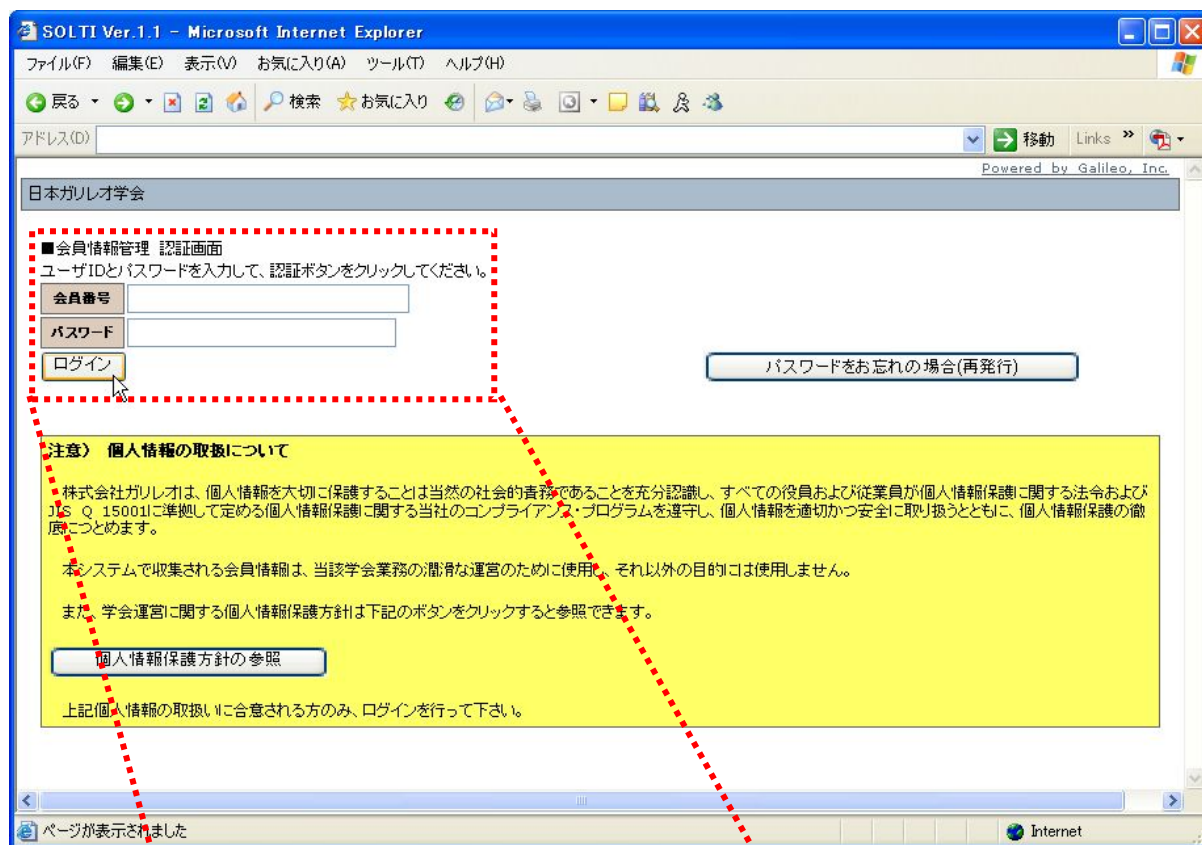 SOLTI Ver.1.1 - Microsoft Internet Explorer
ファイル(F) 編集(E) 表示(V) お気に入り(A) ツール(T) ヘルプ(H)
戻る 検索 お気に入り
アドレス(D) 移動 Links »
Powered by Galileo, Inc.
日本ガリレオ学会
■会員情報管理 認証画面
ユーザIDとパスワードを入力して、認証ボタンをクリックしてください。
会員番号
パスワード
ログイン パスワードをお忘れの場合(再発行)
注意) 個人情報の取扱について
株式会社ガリレオは、個人情報を大切に保護することは当然の社会的責務であることを充分認識し、すべての役員および従業員が個人情報保護に関する法令および
JIS Q 15001に準拠して定める個人情報保護に関する当社のコンプライアンス・プログラムを遵守し、個人情報を適切かつ安全に取り扱うとともに、個人情報保護の徹
底につとめます。
本システムで収集される会員情報は、当該学会業務の潤滑な運営のために使用し、それ以外の目的には使用しません。
また、学会運営に関する個人情報保護方針は下記のボタンをクリックすると参照できます。
個人情報保護方針の参照
上記個人情報の取扱いに合意される方のみ、ログインを行って下さい。
ページが表示されました Internet